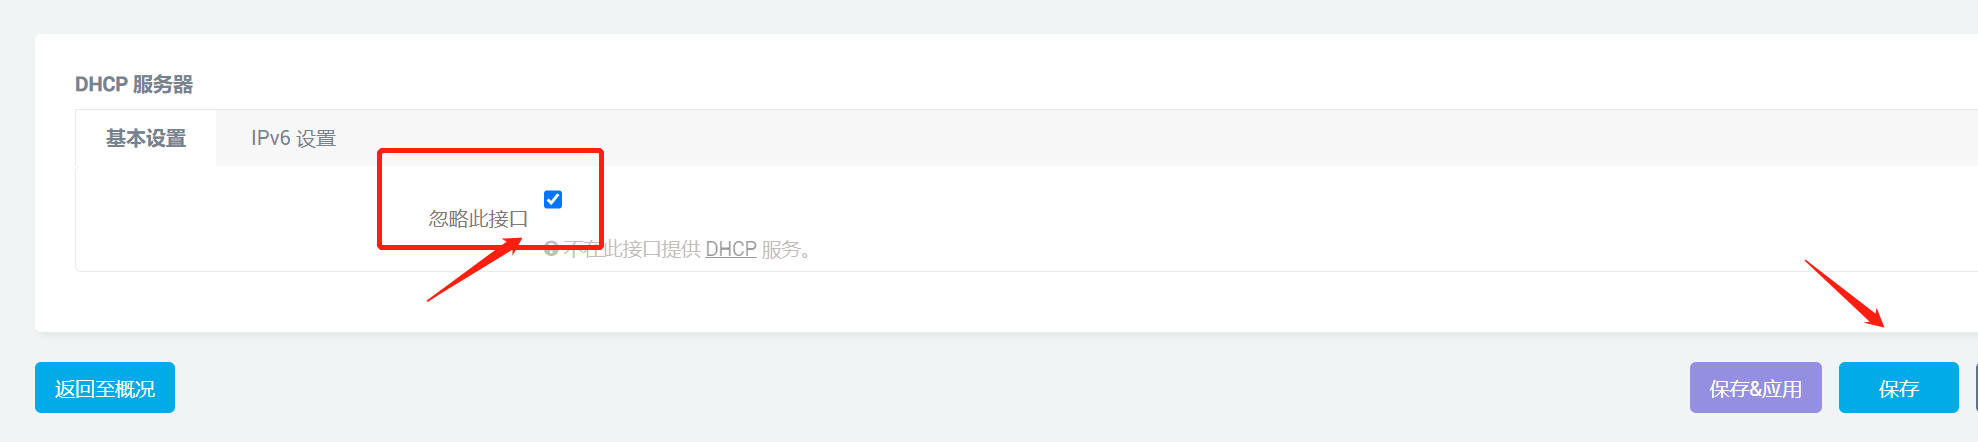 DHCP 服务器
基本设置 IPv6 设置
忽略此接口
不在此接口提供 DHCP 服务。
返回至概况 保存&应用 保存